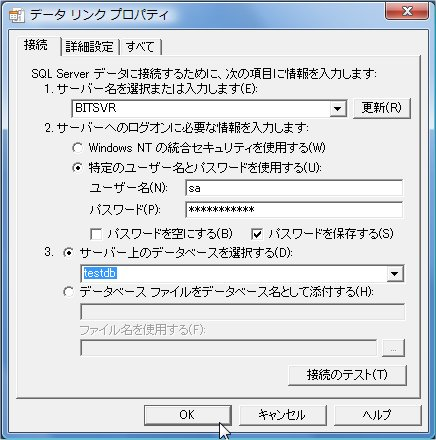 データ リンク プロパティ
接続 詳細設定 すべて
SQL Server データに接続するために、次の項目に情報を入力します:
1. サーバー名を選択または入力します(E):
BITSVR 更新(R)
2. サーバーへのログオンに必要な情報を入力します:
Windows NT の統合セキュリティを使用する(W)
特定のユーザー名とパスワードを使用する(U):
ユーザー名(N): sa
パスワード(P): ***********
パスワードを空にする(B) パスワードを保存する(S)
3. サーバー上のデータベースを選択する(D):
testdb
データベース ファイルをデータベース名として添付する(H):
ファイル名を使用する(F):
...
接続のテスト(T)
OK キャンセル ヘルプ